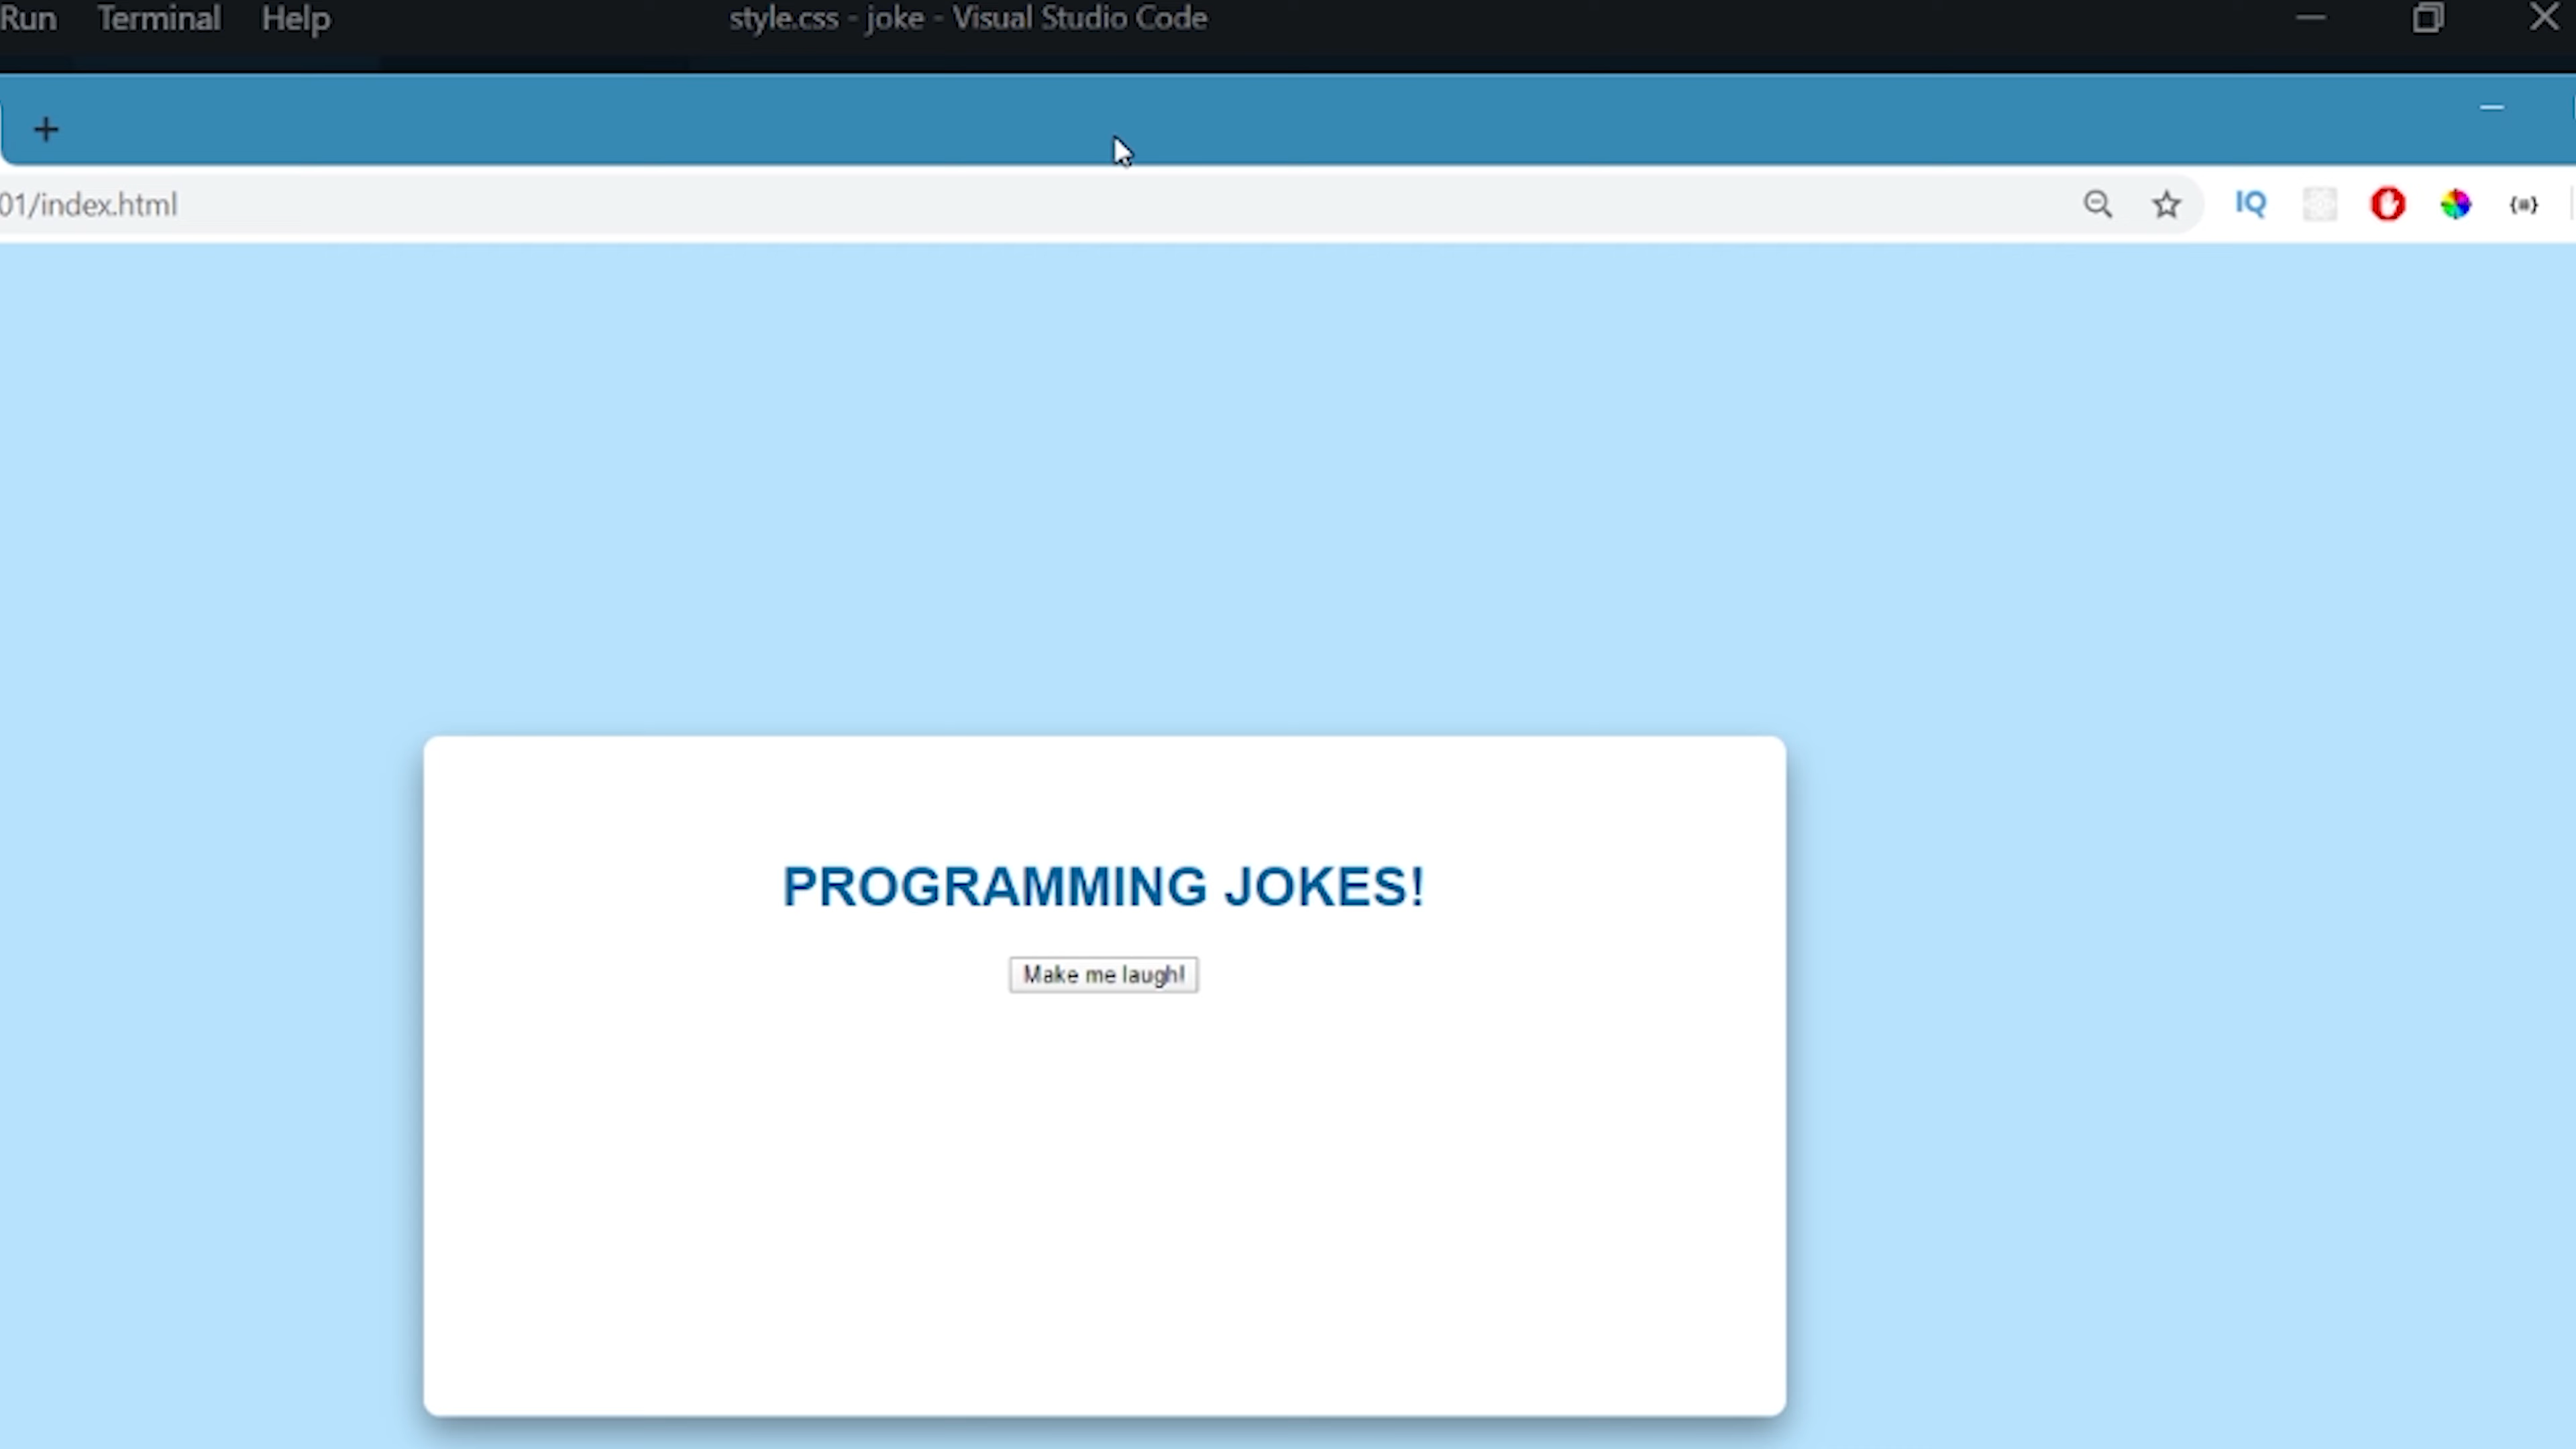 Run Terminal Help style.css - joke - Visual Studio Code
01/index.html
IQ
PROGRAMMING JOKES!
Make me laugh!